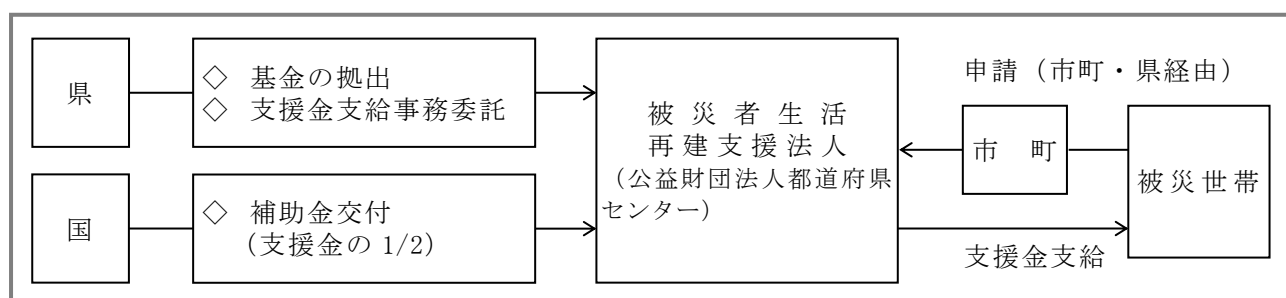 県
◇ 基金の拠出
◇ 支援金支給事務委託
国
◇ 補助金交付
(支援金の 1/2)
被災者生活
再建支援法人
(公益財団法人都道府県
センター)
申請(市町・県経由)
市 町
被災世帯
支援金支給